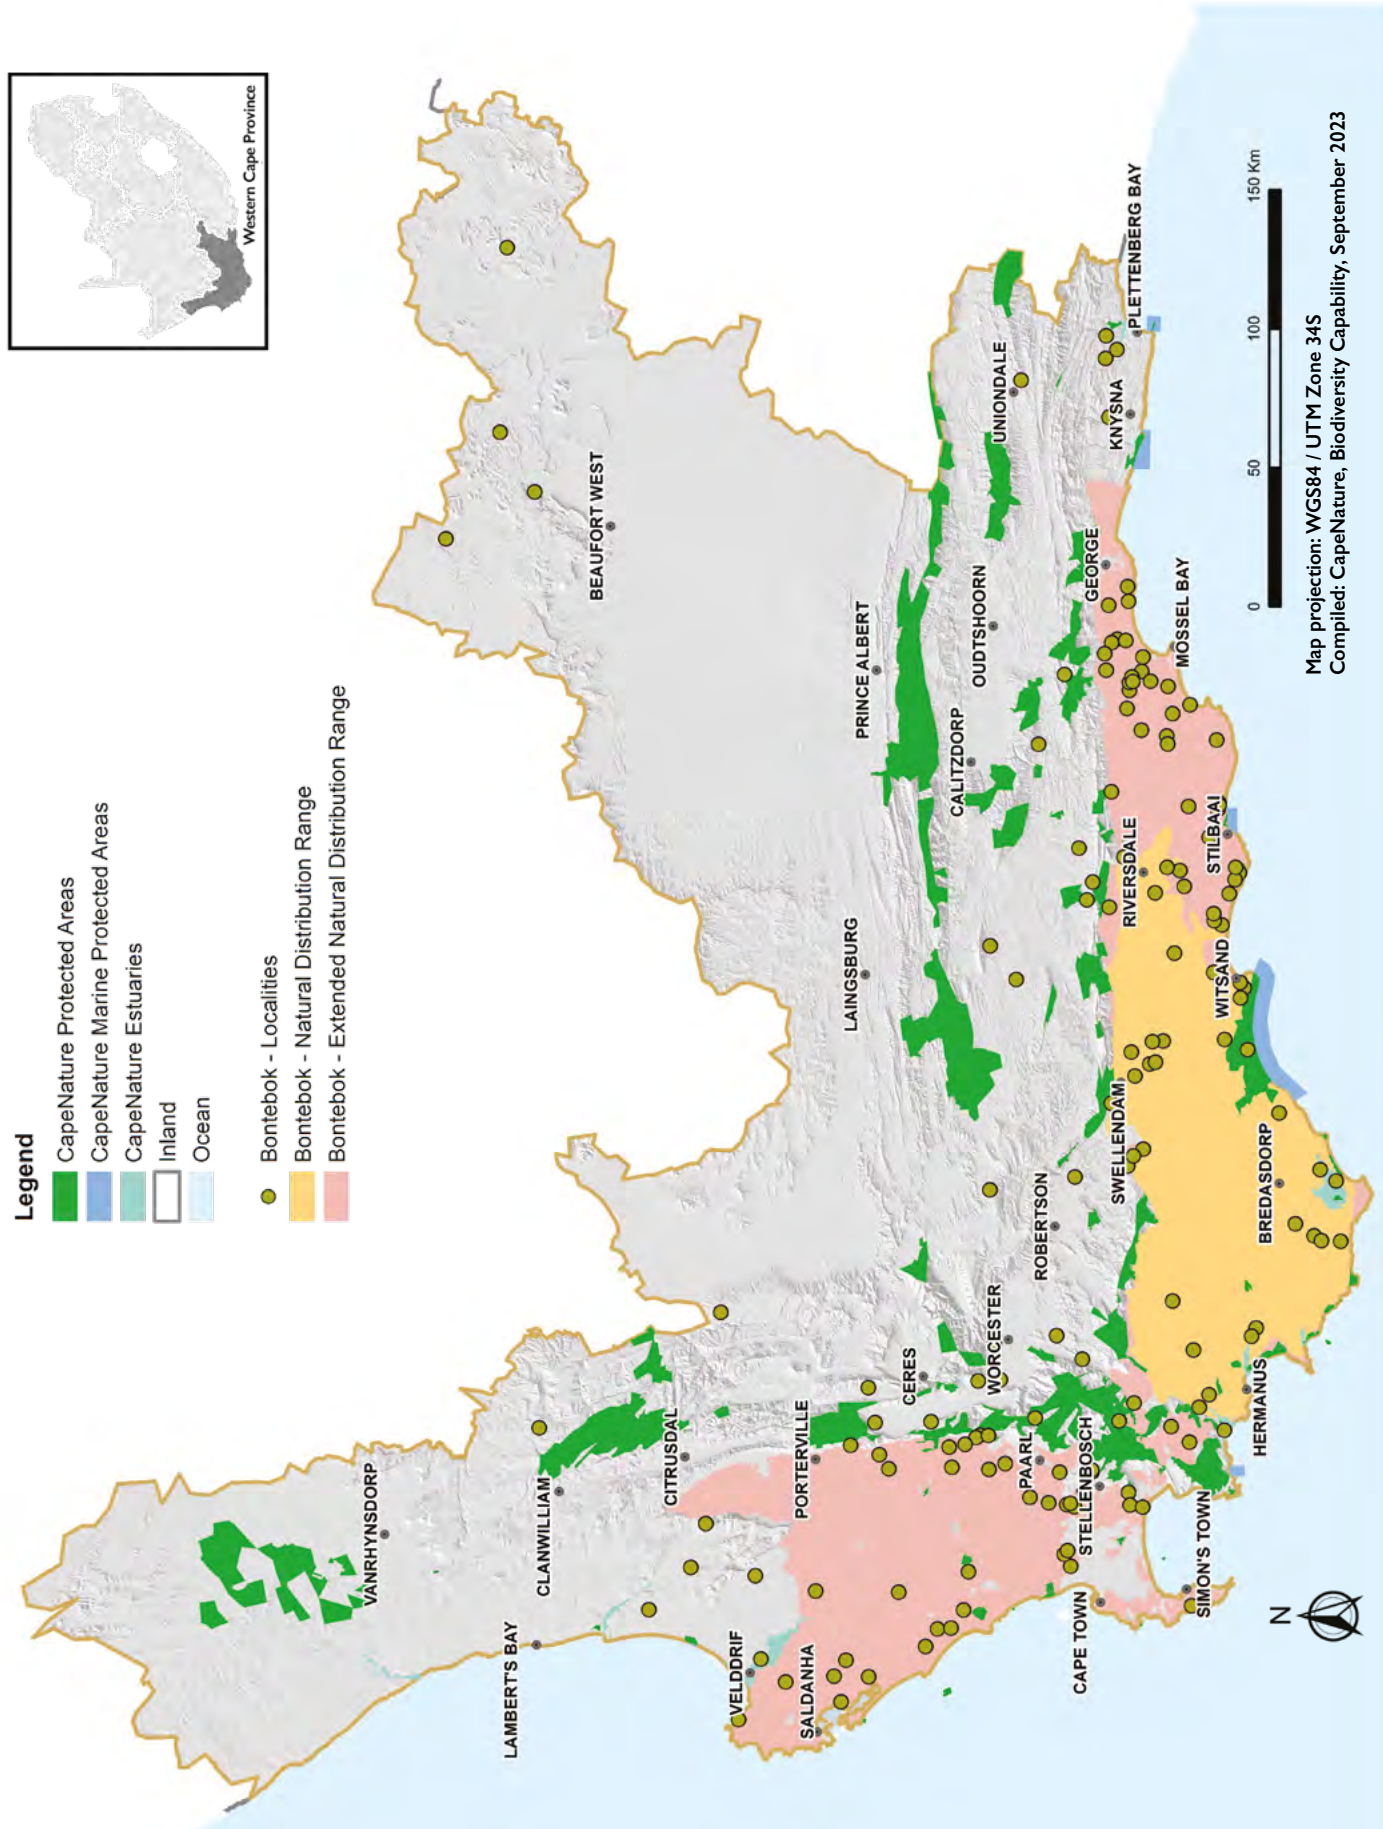 Western Cape Province
Legend
CapeNature Protected Areas
CapeNature Marine Protected Areas
CapeNature Estuaries
Inland
Ocean
Bontebok - Localities
Bontebok - Natural Distribution Range
Bontebok - Extended Natural Distribution Range
VANRHYNSDORP
LAMBERT'S BAY
CLANWILLIAM
CITRUSDAL
VELDDRIF
SALDANHA
PORTERVILLE
CERES
WORCESTER
PAARL
STELLENBOSCH
CAPE TOWN
SIMON'S TOWN
HERMANUS
ROBERTSON
SWELLENDAM
BREDASDORP
LAINGSBURG
WITSAND
RIVERSDALE
STILBAAI
PRINCE ALBERT
CALITZDORP
OUDTSHOORN
BEAUFORT WEST
GEORGE
MOSSEL BAY
UNIONDALE
KNYSNA
PLETTENBERG BAY
N
0 50 100 150 Km
Map projection: WGS84 / UTM Zone 34S
Compiled: CapeNature, Biodiversity Capability, September 2023